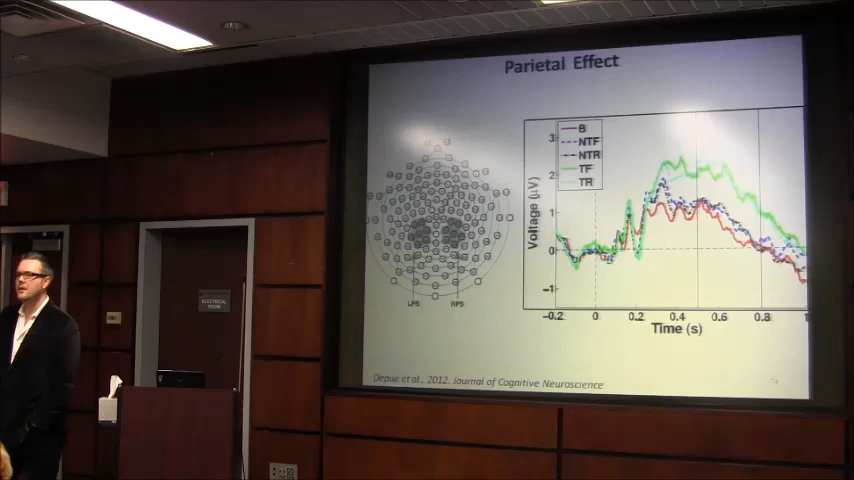 Parietal Effect
B
NTF
NTR
TF
TR
3
2
1
0
−1
Voltage (μV)
-0.2
0
0.2
0.4
0.6
0.8
1
Time (s)
LPS
RPS
Depue et al., 2012, Journal of Cognitive Neuroscience
ELECTRICAL
ROOM